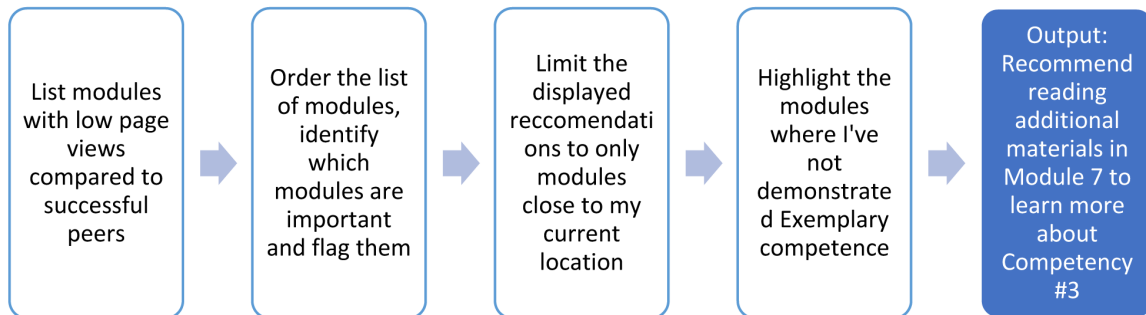 List modules
with low page
views
compared to
successful
peers
Order the list
of modules,
identify
which
modules are
important
and flag them
Limit the
displayed
reccomendati
ons to only
modules
close to my
current
location
Highlight the
modules
where I've
not
demonstrate
d Exemplary
competence
Output:
Recommend
reading
additional
materials in
Module 7 to
learn more
about
Competency
#3